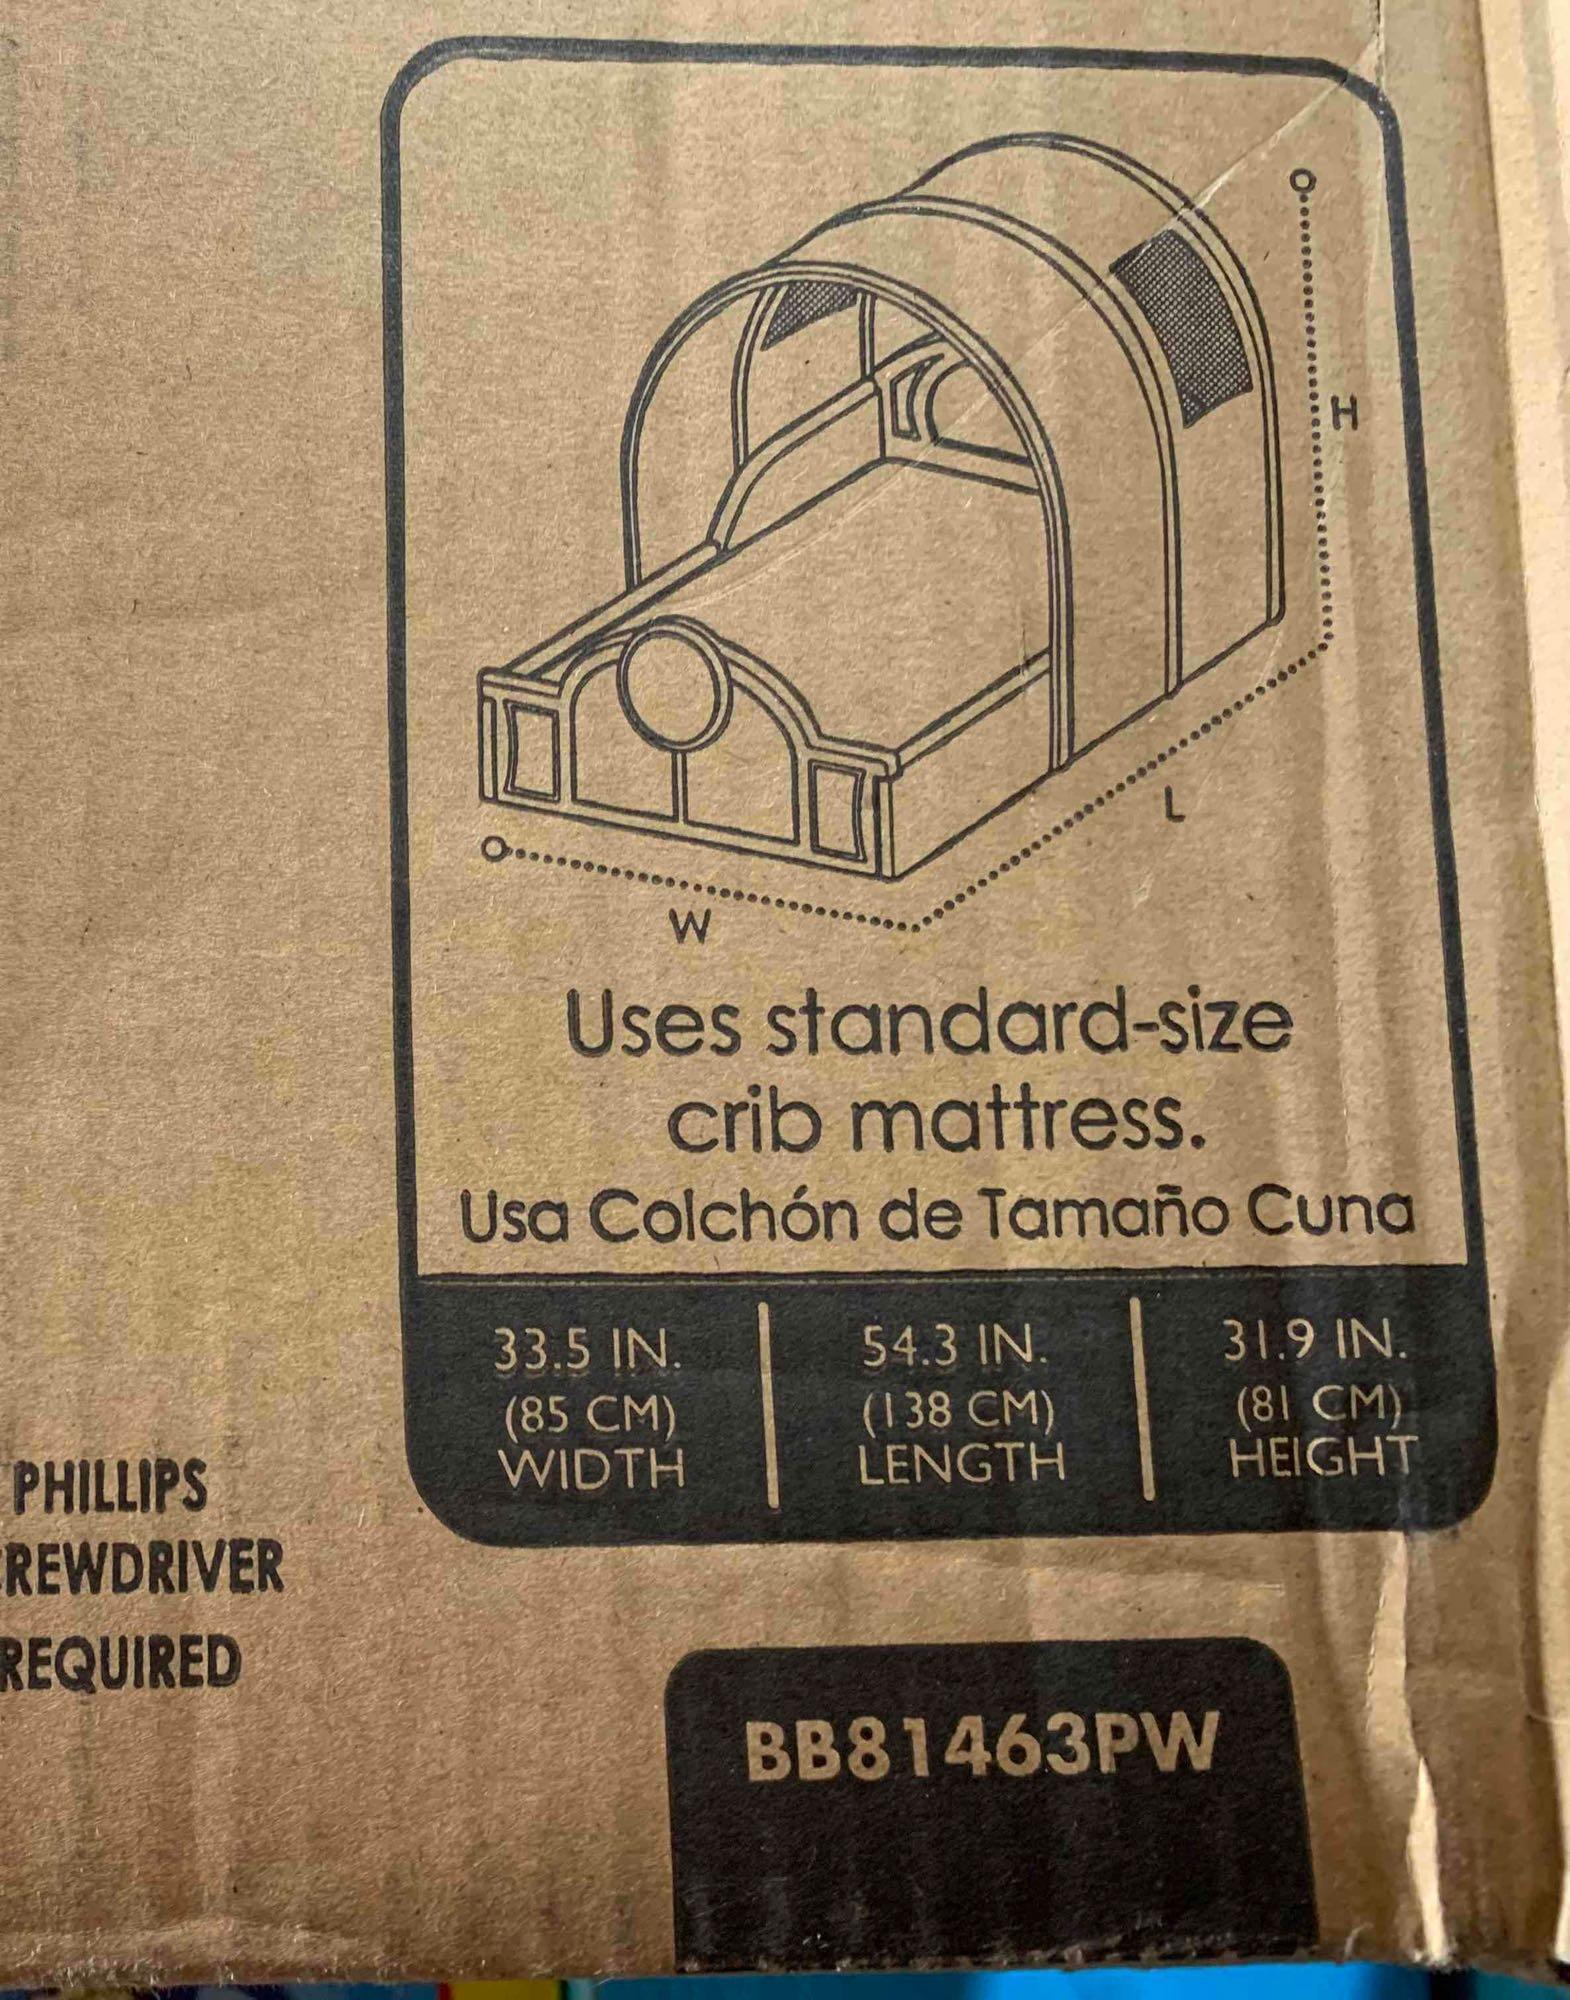 H
L
W
Uses standard-size
crib mattress.
Usa Colchón de Tamaño Cuna
33.5 IN.
(85 CM)
WIDTH
54.3 IN.
(138 CM)
LENGTH
31.9 IN.
(81 CM)
HEIGHT
PHILLIPS
CREWDRIVER
REQUIRED
BB81463PW